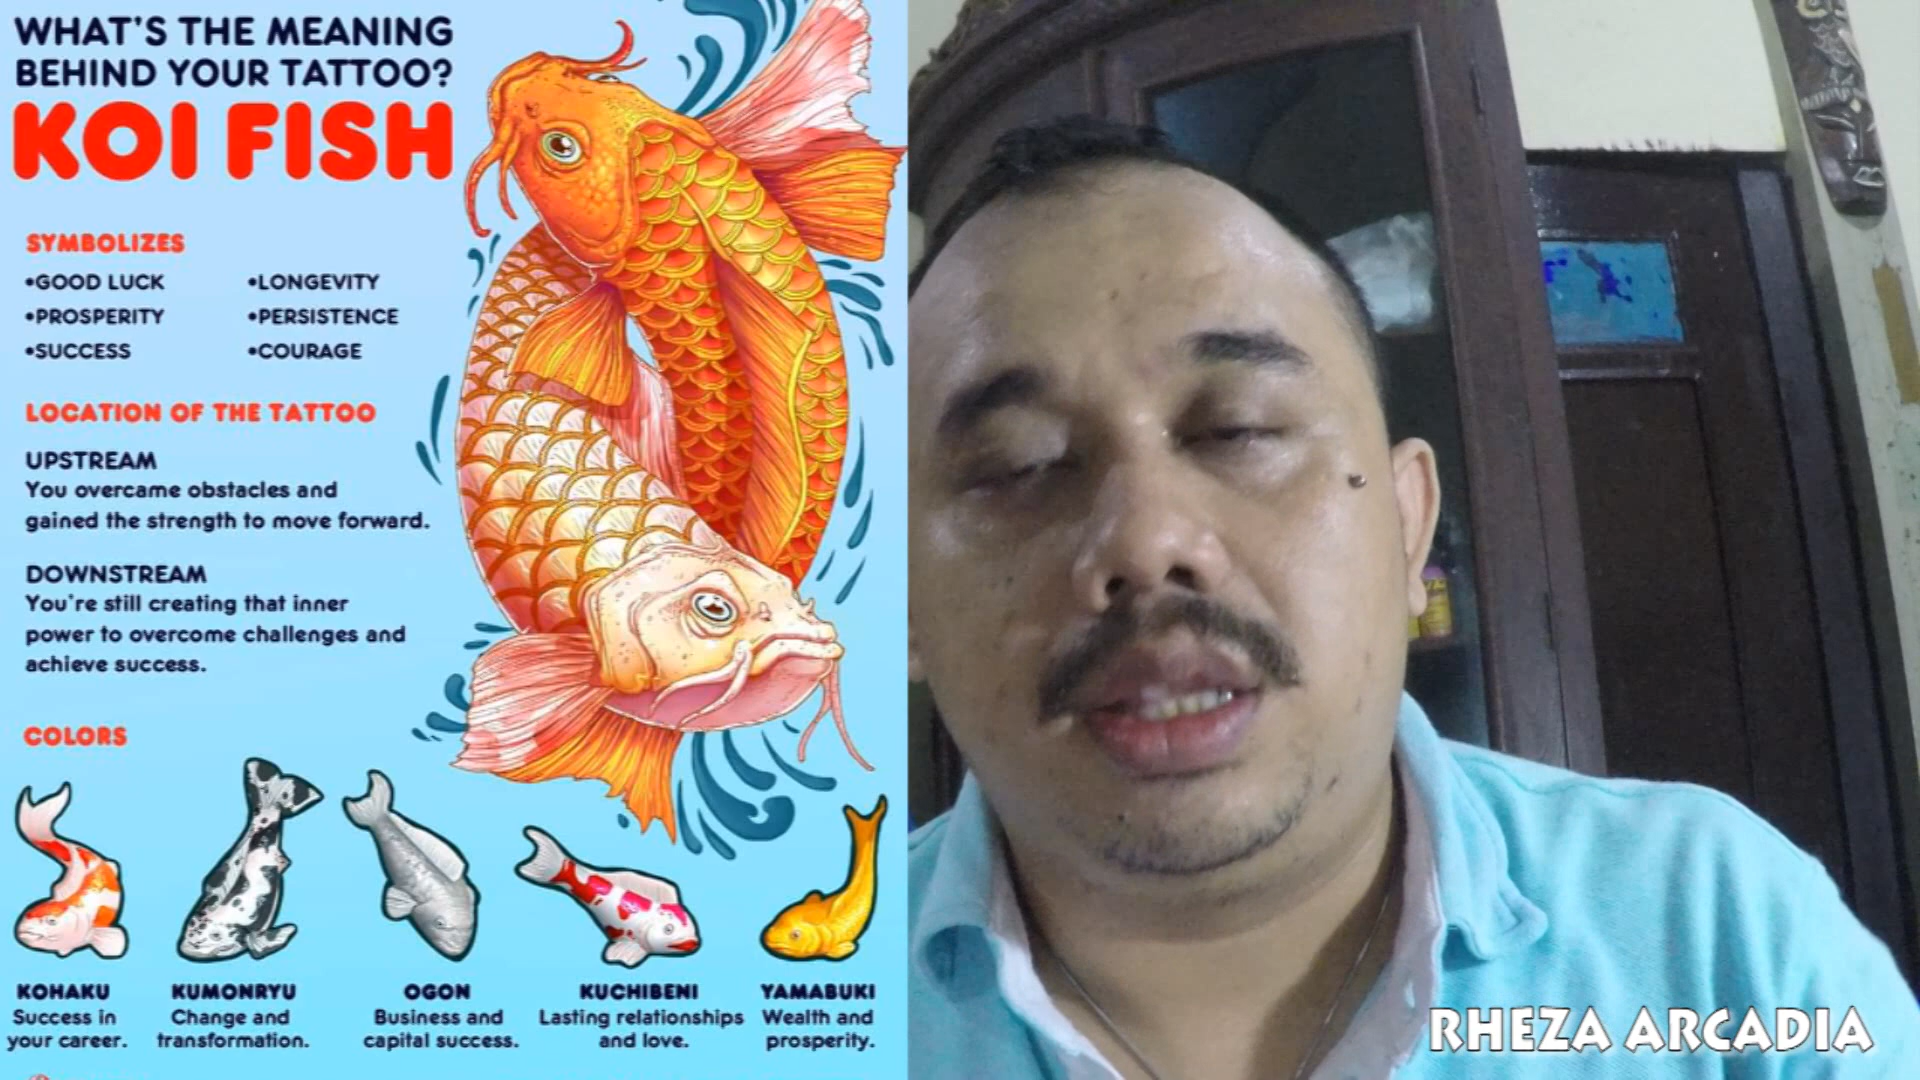 WHAT'S THE MEANING
BEHIND YOUR TATTOO?
KOI FISH
SYMBOLIZES
•GOOD LUCK
•LONGEVITY
•PROSPERITY
•PERSISTENCE
•SUCCESS
•COURAGE
LOCATION OF THE TATTOO
UPSTREAM
You overcame obstacles and
gained the strength to move forward.
DOWNSTREAM
You're still creating that inner
power to overcome challenges and
achieve success.
COLORS
KOHAKU
Success in
your career.
KUMONRYU
Change and
transformation.
OGON
Business and
capital success.
KUCHIBENI
Lasting relationships
and love.
YAMABUKI
Wealth and
prosperity.
RHEZA ARCADIA